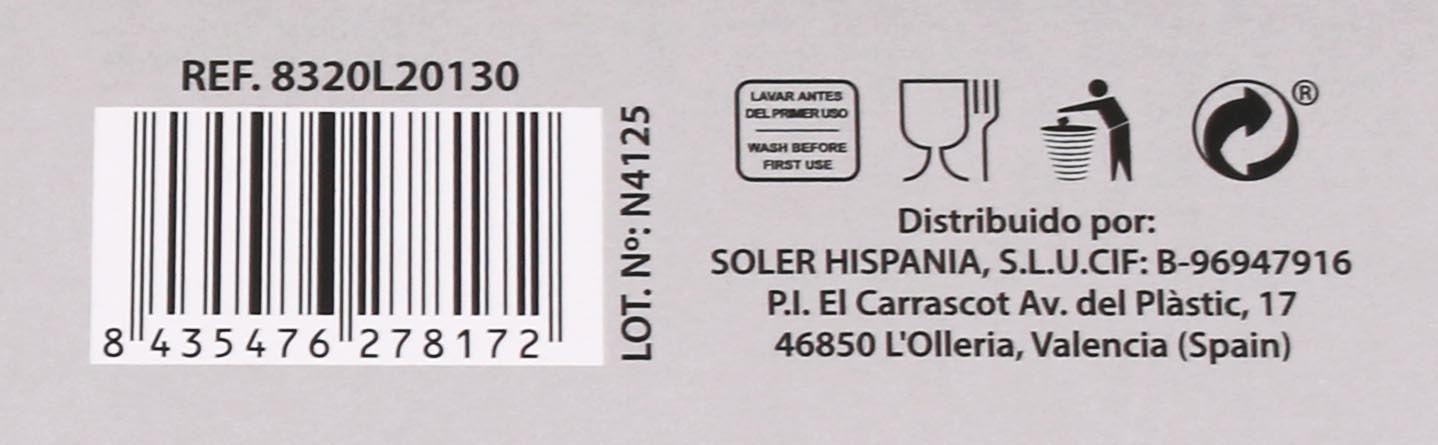 REF. 8320L20130
8 435476 278172
LOT. Nº: N4125
LAVAR ANTES
DEL PRIMER USO
WASH BEFORE
FIRST USE
®
Distribuido por:
SOLER HISPANIA, S.L.U.CIF: B-96947916
P.I. El Carrascot Av. del Plàstic, 17
46850 L'Olleria, Valencia (Spain)